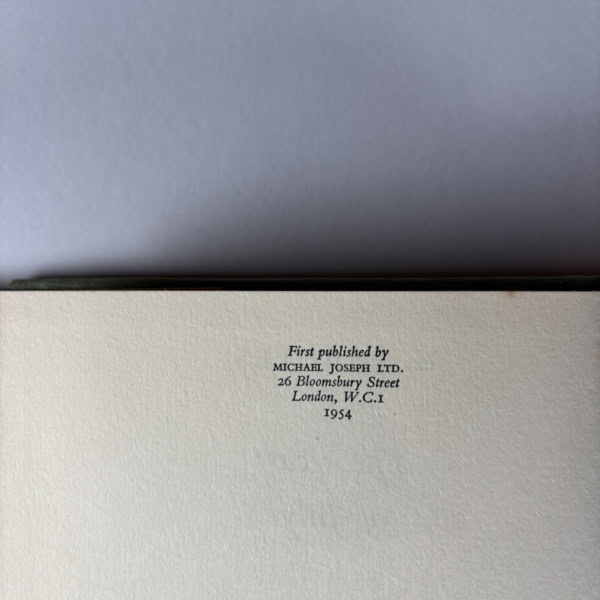 First published by
MICHAEL JOSEPH LTD.
26 Bloomsbury Street
London, W.C.1
1954